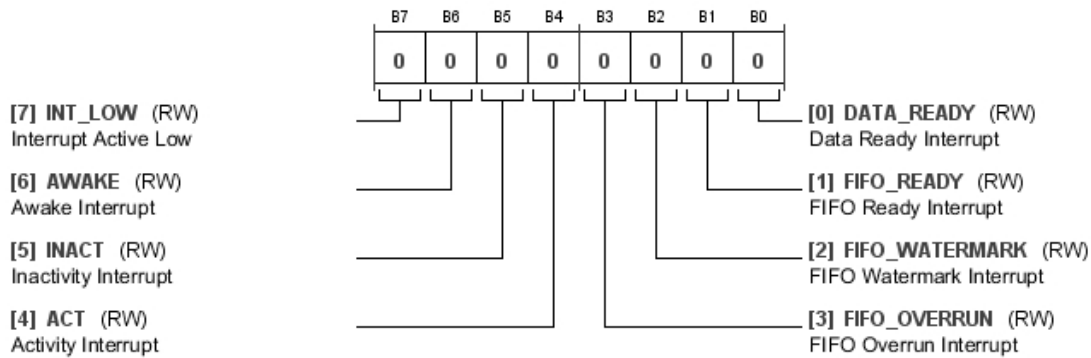 B7 B6 B5 B4 B3 B2 B1 B0
0 0 0 0 0 0 0 0
[7] INT_LOW (RW)
Interrupt Active Low
[6] AWAKE (RW)
Awake Interrupt
[5] INACT (RW)
Inactivity Interrupt
[4] ACT (RW)
Activity Interrupt
[0] DATA_READY (RW)
Data Ready Interrupt
[1] FIFO_READY (RW)
FIFO Ready Interrupt
[2] FIFO_WATERMARK (RW)
FIFO Watermark Interrupt
[3] FIFO_OVERRUN (RW)
FIFO Overrun Interrupt